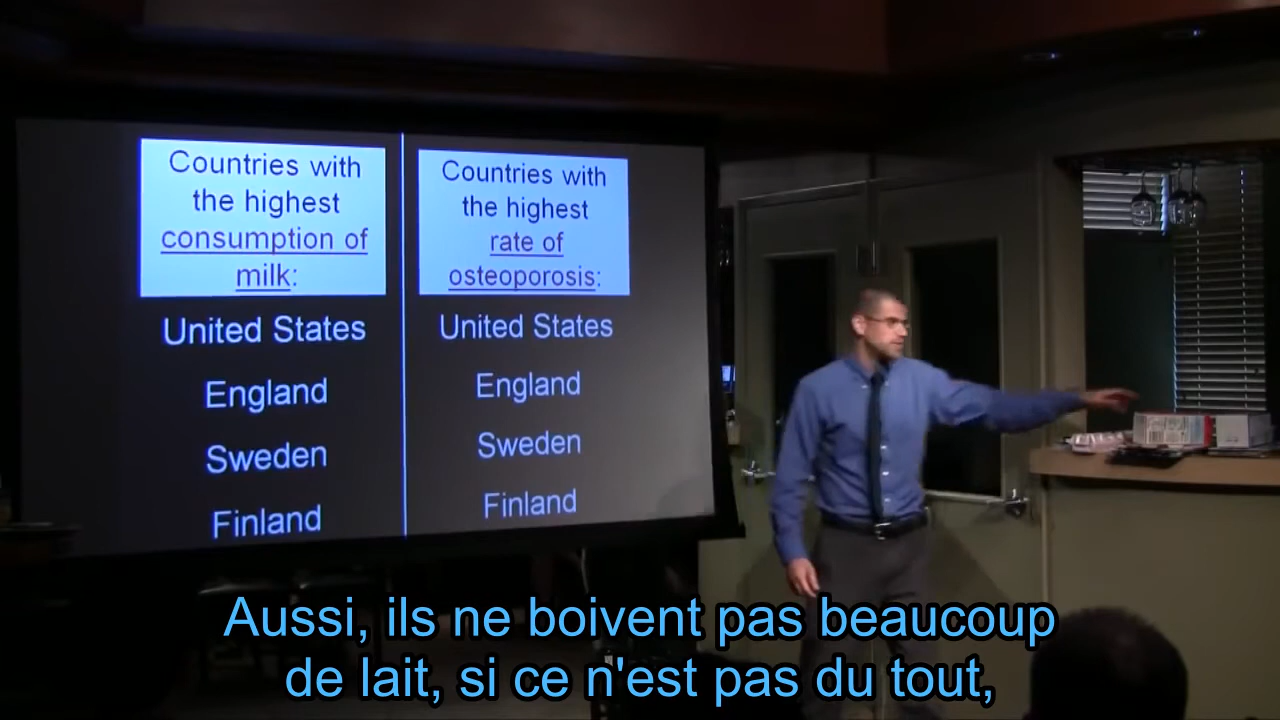 Countries with
the highest
consumption of
milk:
United States
England
Sweden
Finland
Countries with
the highest
rate of
osteoporosis:
United States
England
Sweden
Finland
Aussi, ils ne boivent pas beaucoup
de lait, si ce n'est pas du tout,